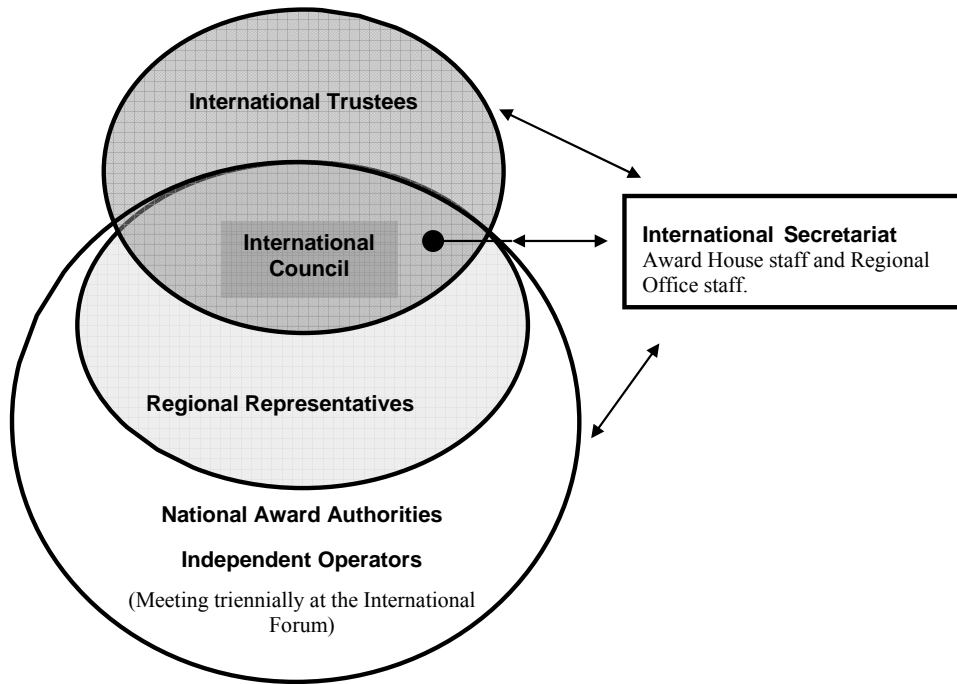 International Trustees
International
Council
International Secretariat
Award House staff and Regional
Office staff.
Regional Representatives
National Award Authorities
Independent Operators
(Meeting triennially at the International
Forum)